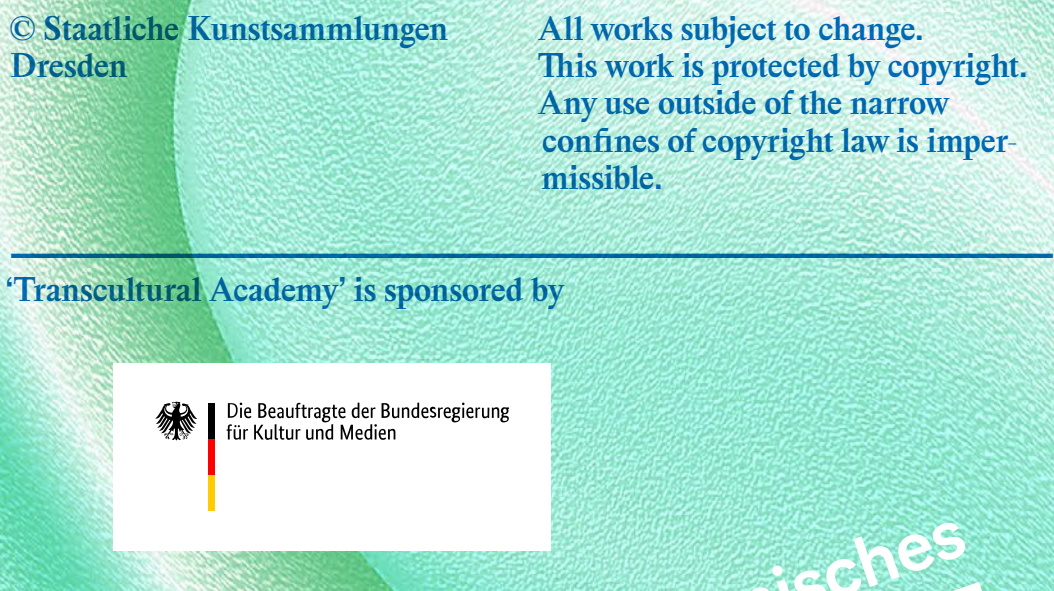 © Staatliche Kunstsammlungen
Dresden
All works subject to change.
This work is protected by copyright.
Any use outside of the narrow
confines of copyright law is imper-
missible.
‘Transcultural Academy’ is sponsored by
Die Beauftragte der Bundesregierung
für Kultur und Medien